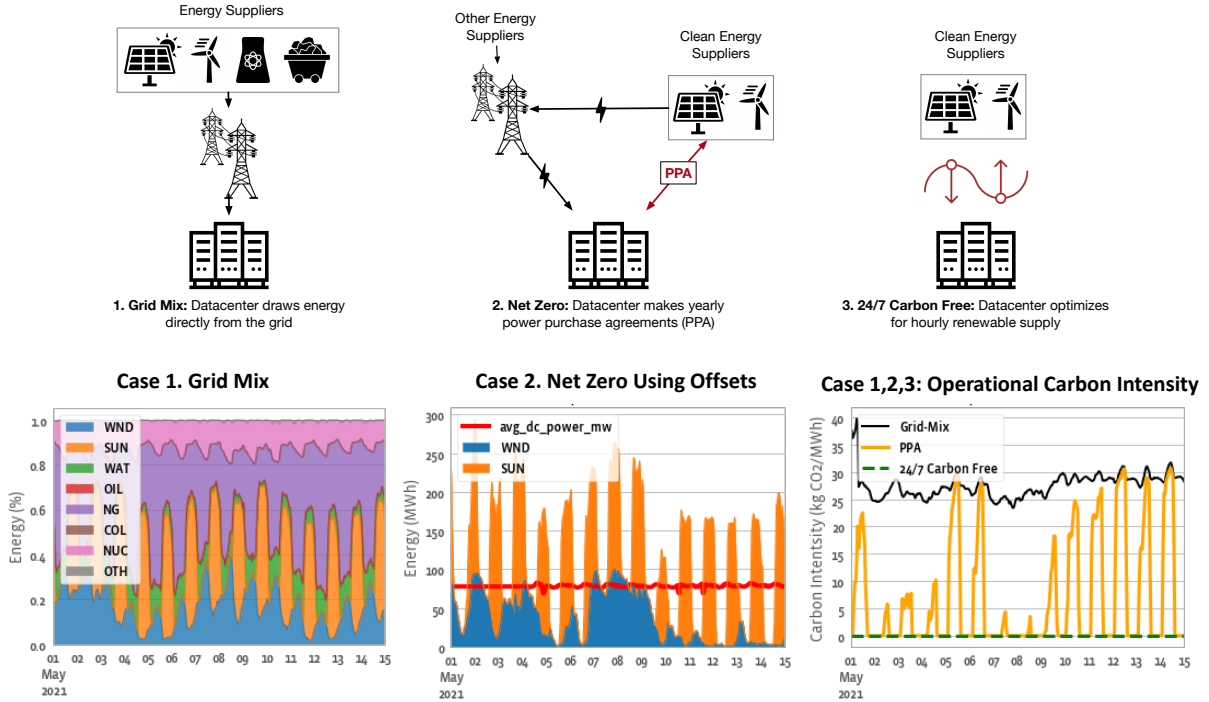 Energy Suppliers
Other Energy
Suppliers
Clean Energy
Suppliers
PPA
Clean Energy
Suppliers
1. Grid Mix: Datacenter draws energy
directly from the grid
2. Net Zero: Datacenter makes yearly
power purchase agreements (PPA)
3. 24/7 Carbon Free: Datacenter optimizes
for hourly renewable supply
Case 1. Grid Mix
Energy (%)
1.0
0.8
0.6
0.4
0.2
0.0
WND
SUN
WAT
OIL
NG
COL
NUC
OTH
01 02 03 04 05 06 07 08 09 10 11 12 13 14 15
May
2021
Case 2. Net Zero Using Offsets
Energy (MWh)
300
250
200
150
100
50
0
avg_dc_power_mw
WND
SUN
01 02 03 04 05 06 07 08 09 10 11 12 13 14 15
May
2021
Case 1,2,3: Operational Carbon Intensity
Carbon Intentsity (kg CO2/MWh)
40
35
30
25
20
15
10
5
0
Grid-Mix
PPA
24/7 Carbon Free
01 02 03 04 05 06 07 08 09 10 11 12 13 14 15
May
2021